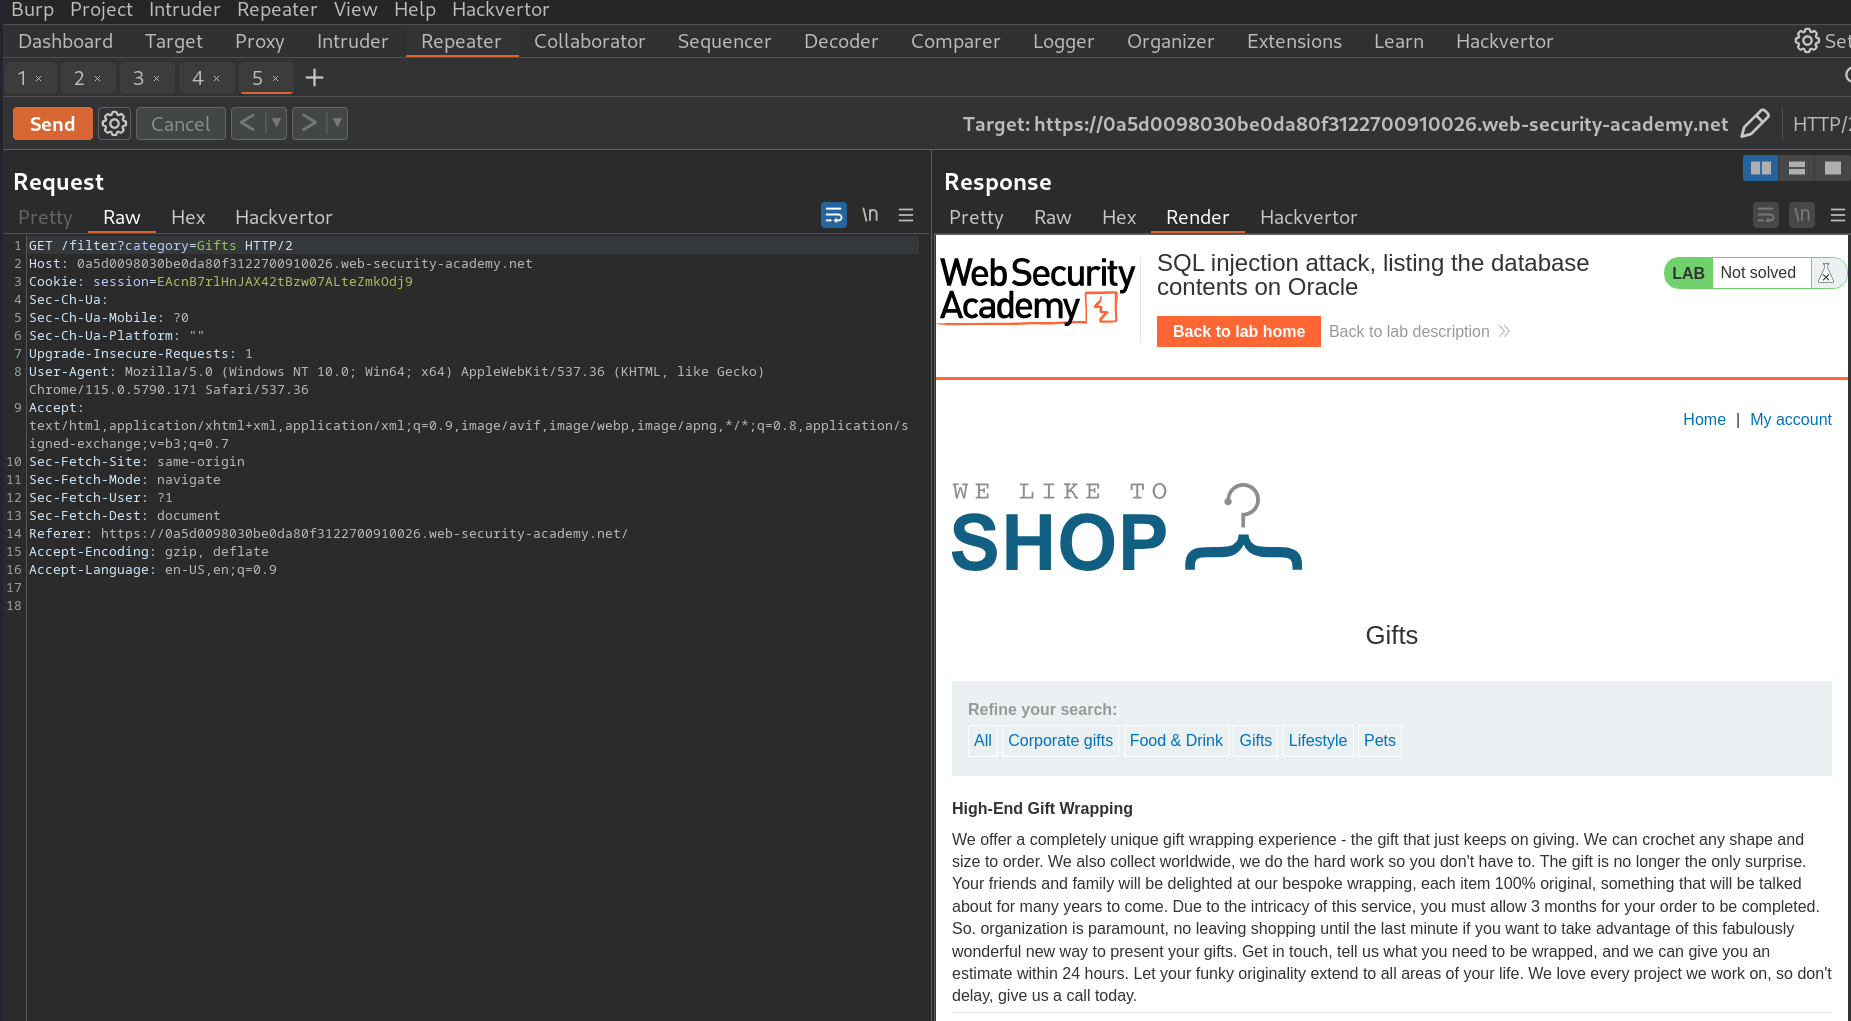 Burp Project Intruder Repeater View Help Hackvertor
Dashboard Target Proxy Intruder Repeater Collaborator Sequencer Decoder Comparer Logger Organizer Extensions Learn Hackvertor Set
1 × 2 × 3 × 4 × 5 × +
Send Cancel < > Target: https://0a5d0098030be0da80f3122700910026.web-security-academy.net HTTP/2
Request
Pretty Raw Hex Hackvertor \n
1 GET /filter?category=Gifts HTTP/2
2 Host: 0a5d0098030be0da80f3122700910026.web-security-academy.net
3 Cookie: session=EAcnB7rlHnJAX42tBzw07ALteZmkOdj9
4 Sec-Ch-Ua:
5 Sec-Ch-Ua-Mobile: ?0
6 Sec-Ch-Ua-Platform: ""
7 Upgrade-Insecure-Requests: 1
8 User-Agent: Mozilla/5.0 (Windows NT 10.0; Win64; x64) AppleWebKit/537.36 (KHTML, like Gecko)
Chrome/115.0.5790.171 Safari/537.36
9 Accept:
text/html,application/xhtml+xml,application/xml;q=0.9,image/avif,image/webp,image/apng,*/*;q=0.8,application/s
igned-exchange;v=b3;q=0.7
10 Sec-Fetch-Site: same-origin
11 Sec-Fetch-Mode: navigate
12 Sec-Fetch-User: ?1
13 Sec-Fetch-Dest: document
14 Referer: https://0a5d0098030be0da80f3122700910026.web-security-academy.net/
15 Accept-Encoding: gzip, deflate
16 Accept-Language: en-US,en;q=0.9
17
18
Response
Pretty Raw Hex Render Hackvertor \n
Web Security
Academy
SQL injection attack, listing the database
contents on Oracle
LAB Not solved
Back to lab home Back to lab description
Home | My account
WE LIKE TO
SHOP
Gifts
Refine your search:
All Corporate gifts Food & Drink Gifts Lifestyle Pets
High-End Gift Wrapping
We offer a completely unique gift wrapping experience - the gift that just keeps on giving. We can crochet any shape and
size to order. We also collect worldwide, we do the hard work so you don't have to. The gift is no longer the only surprise.
Your friends and family will be delighted at our bespoke wrapping, each item 100% original, something that will be talked
about for many years to come. Due to the intricacy of this service, you must allow 3 months for your order to be completed.
So. organization is paramount, no leaving shopping until the last minute if you want to take advantage of this fabulously
wonderful new way to present your gifts. Get in touch, tell us what you need to be wrapped, and we can give you an
estimate within 24 hours. Let your funky originality extend to all areas of your life. We love every project we work on, so don't
delay, give us a call today.